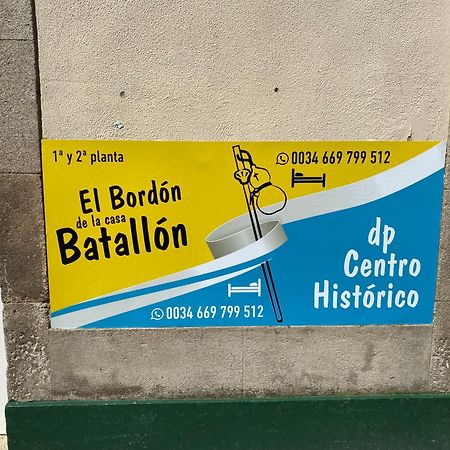 1ª y 2ª planta
0034 669 799 512
El Bordón
de la casa
Batallón
dp
Centro
Histórico
0034 669 799 512